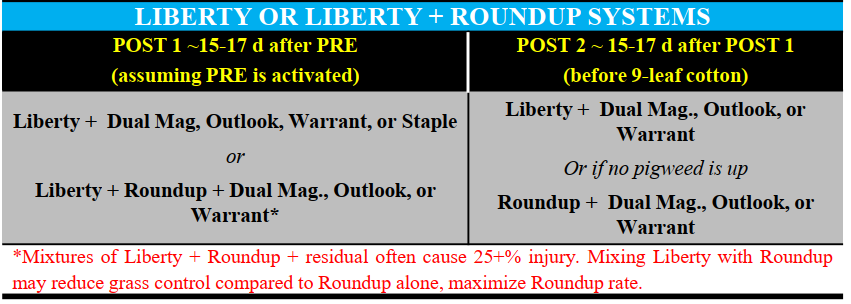 LIBERTY OR LIBERTY + ROUNDUP SYSTEMS
POST 1 ~15-17 d after PRE
(assuming PRE is activated)
POST 2 ~ 15-17 d after POST 1
(before 9-leaf cotton)
Liberty + Dual Mag, Outlook, Warrant, or Staple
or
Liberty + Roundup + Dual Mag., Outlook, or
Warrant*
Liberty + Dual Mag., Outlook, or
Warrant
Or if no pigweed is up
Roundup + Dual Mag., Outlook, or
Warrant
*Mixtures of Liberty + Roundup + residual often cause 25+% injury. Mixing Liberty with Roundup
may reduce grass control compared to Roundup alone, maximize Roundup rate.